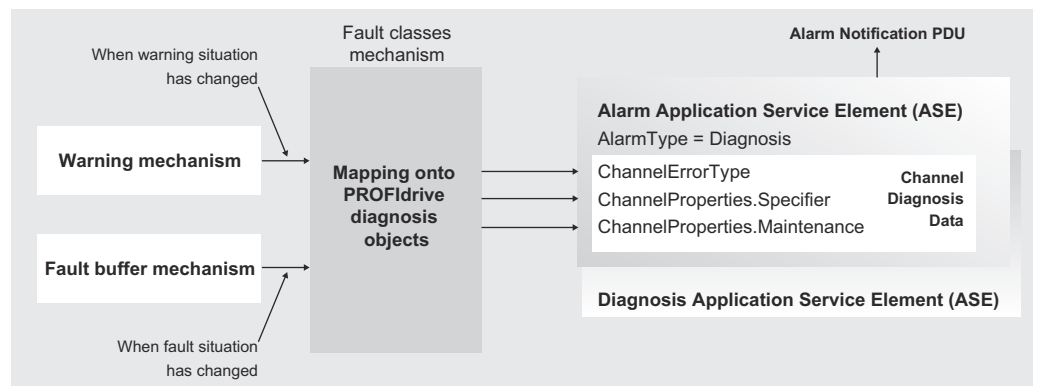 Fault classes
mechanism
Alarm Notification PDU
When warning situation
has changed
Alarm Application Service Element (ASE)
AlarmType = Diagnosis
Warning mechanism
Mapping onto
PROFIdrive
diagnosis
objects
ChannelErrorType
ChannelProperties.Specifier
ChannelProperties.Maintenance
Channel
Diagnosis
Data
Fault buffer mechanism
Diagnosis Application Service Element (ASE)
When fault situation
has changed